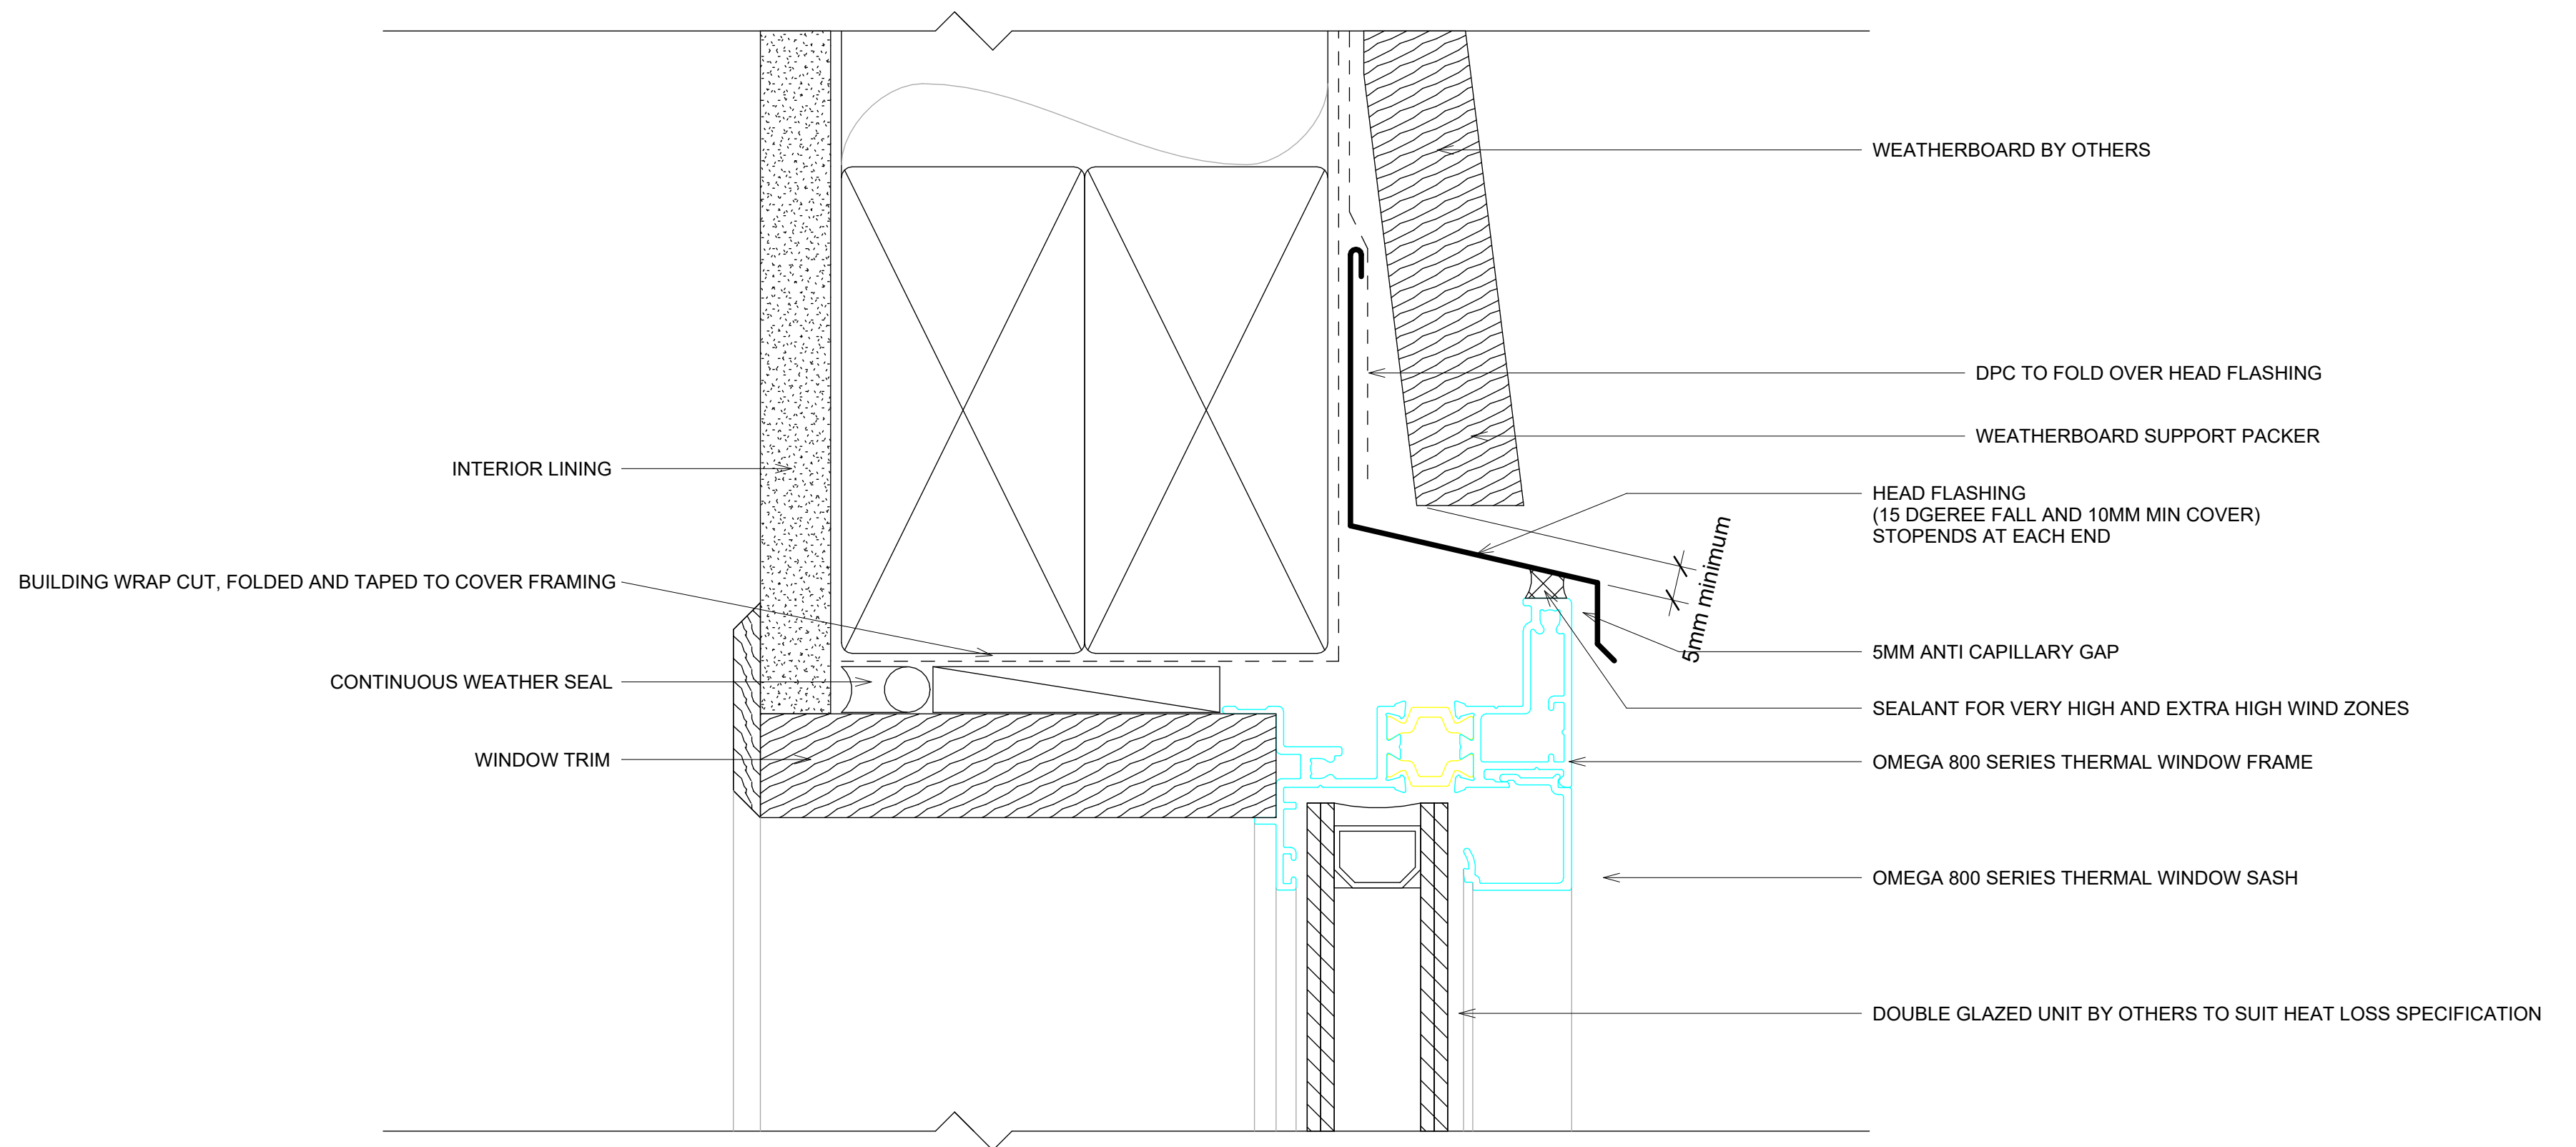 WEATHERBOARD BY OTHERS
DPC TO FOLD OVER HEAD FLASHING
WEATHERBOARD SUPPORT PACKER
INTERIOR LINING
HEAD FLASHING
(15 DGEREE FALL AND 10MM MIN COVER)
STOPENDS AT EACH END
5mm minimum
BUILDING WRAP CUT, FOLDED AND TAPED TO COVER FRAMING
5MM ANTI CAPILLARY GAP
CONTINUOUS WEATHER SEAL
SEALANT FOR VERY HIGH AND EXTRA HIGH WIND ZONES
WINDOW TRIM
OMEGA 800 SERIES THERMAL WINDOW FRAME
OMEGA 800 SERIES THERMAL WINDOW SASH
DOUBLE GLAZED UNIT BY OTHERS TO SUIT HEAT LOSS SPECIFICATION